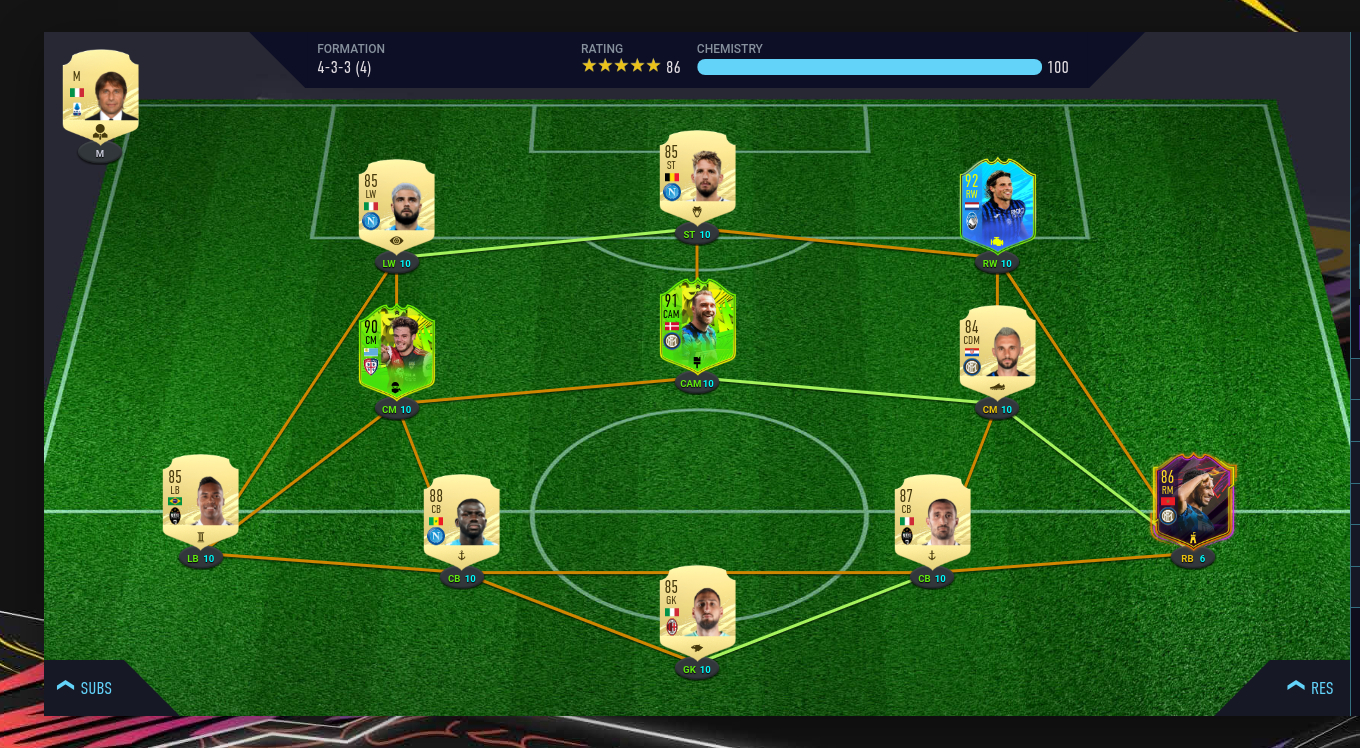 FORMATION
4-3-3 (4)
RATING
86
CHEMISTRY
100
M
M
85
LW
N
LW 10
85
ST
N
ST 10
92
RW
RW 10
90
CM
CM 10
91
CAM
CAM 10
84
CDM
CM 10
85
LB
LB 10
88
CB
N
CB 10
87
CB
CB 10
86
RM
RB 6
85
GK
GK 10
SUBS
RES